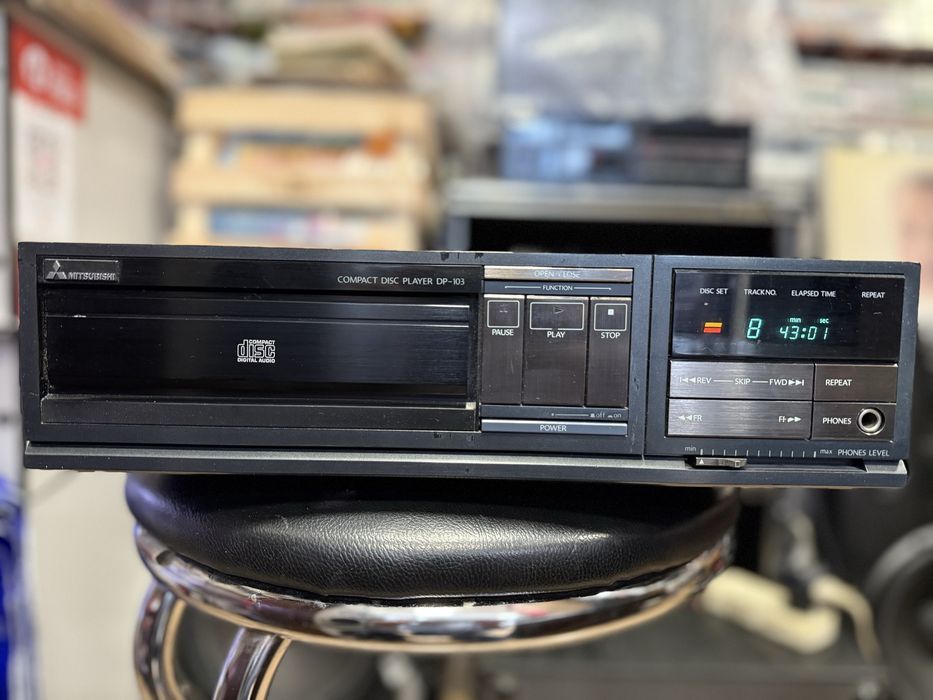 MITSUBISHI
COMPACT DISC PLAYER DP-103
COMPACT
disc
DIGITAL AUDIO
OPEN
FUNCTION
PAUSE
PLAY
STOP
off on
POWER
DISC SET TRACK NO. ELAPSED TIME REPEAT
min sec
8 43:01
REV SKIP FWD
REPEAT
FR
PHONES
min max PHONES LEVEL